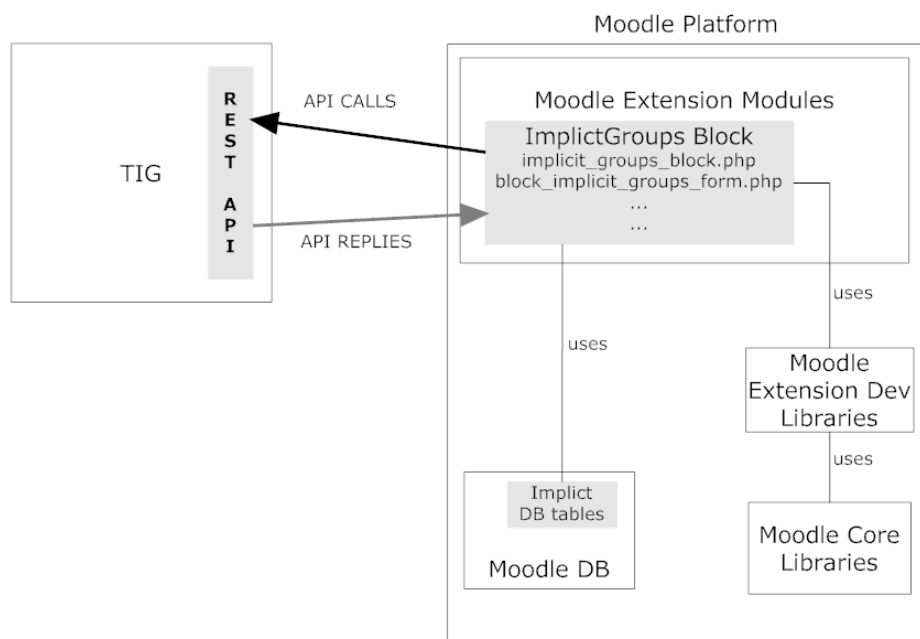 Moodle Platform
Moodle Extension Modules
API CALLS
ImplictGroups Block
implicit_groups_block.php
block_implicit_groups_form.php
...
...
TIG
R
E
S
T
A
P
I
API REPLIES
uses
uses
Moodle
Extension Dev
Libraries
uses
Implict
DB tables
Moodle DB
Moodle Core
Libraries